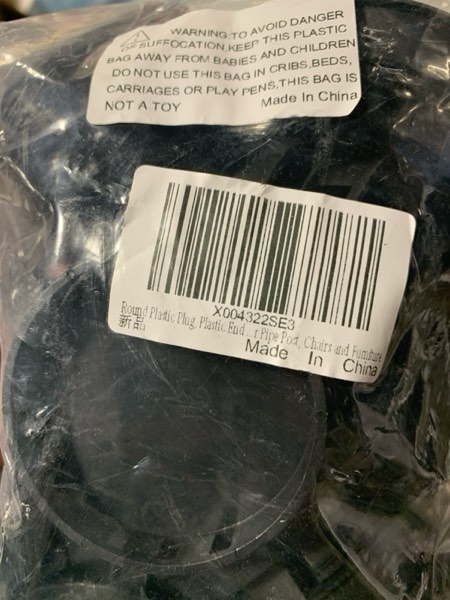 WARNING:TO AVOID DANGER
OF SUFFOCATION,KEEP THIS PLASTIC
BAG AWAY FROM BABIES AND CHILDREN
DO NOT USE THIS BAG IN CRIBS,BEDS,
CARRIAGES OR PLAY PENS,THIS BAG IS
NOT A TOY Made In China
X004322SE3
Round Plastic Plug, Plastic End ...r Pipe Post, Chairs and Furniture
新品
Made In China